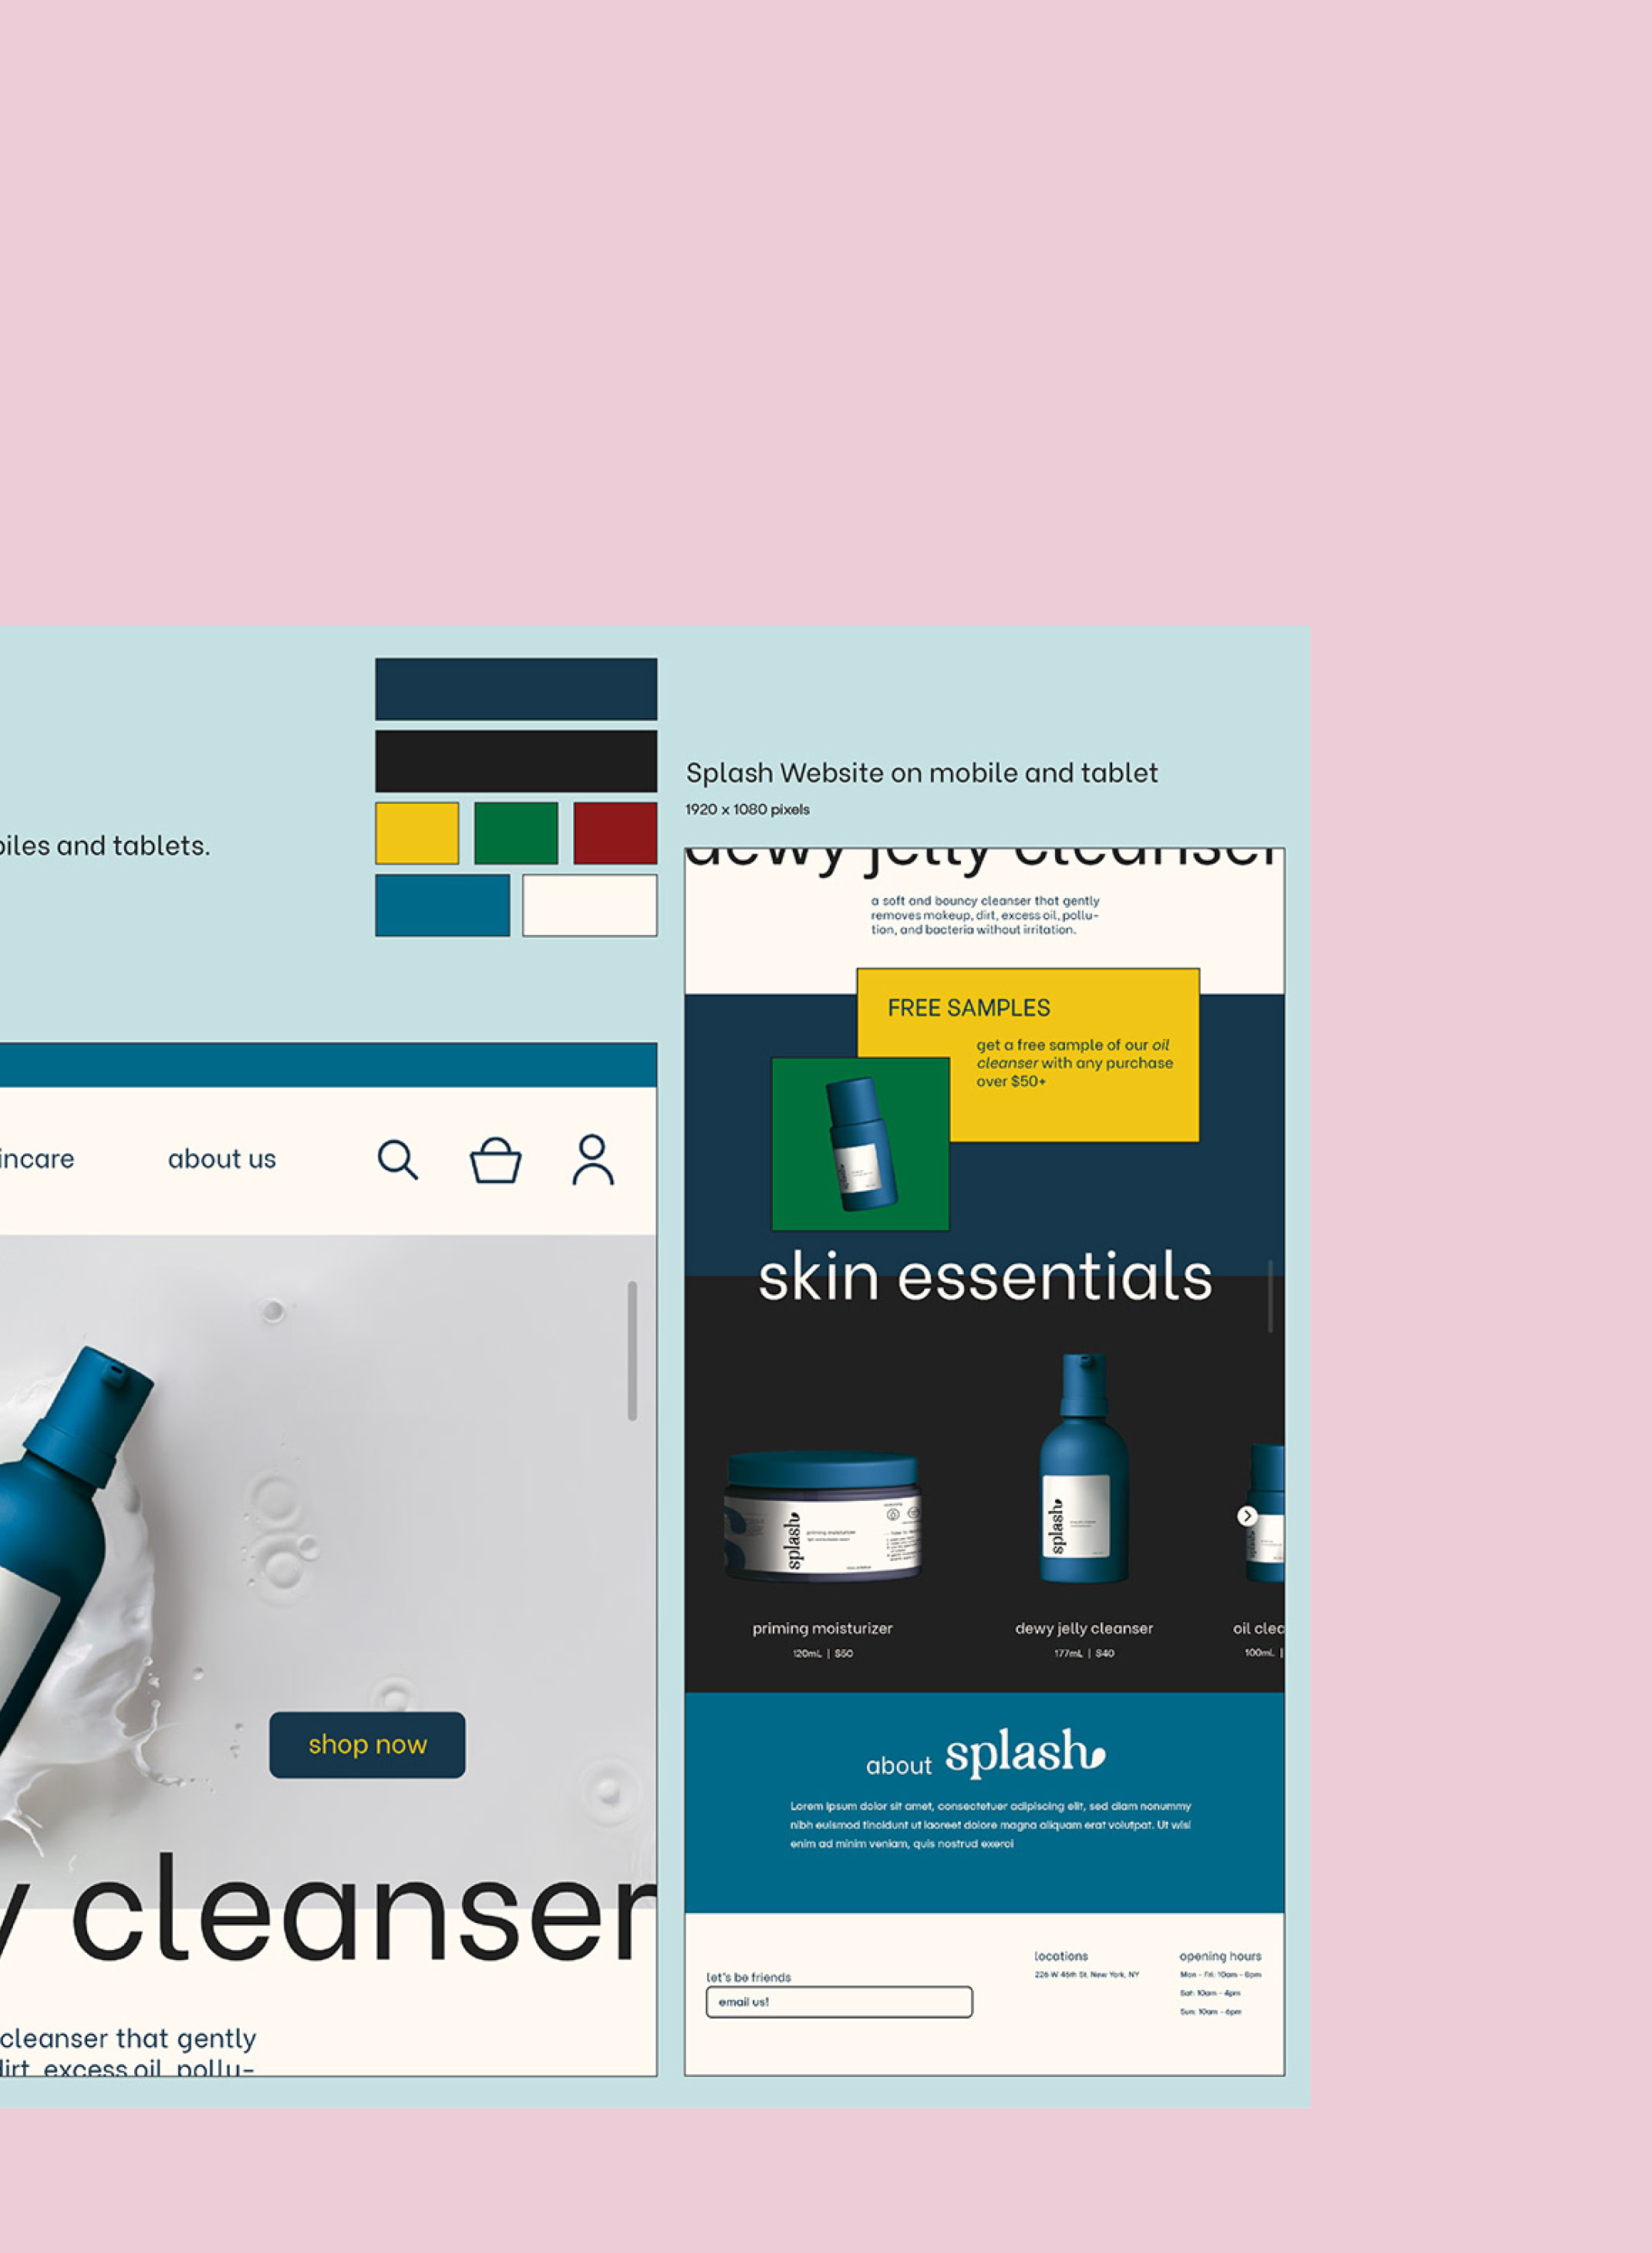 biles and tablets.
Splash Website on mobile and tablet
1920 x 1080 pixels
incare
about us
shop now
y cleanser
cleanser that gently
dirt, excess oil, pollu-
dewy jelly cleanser
a soft and bouncy cleanser that gently
removes makeup, dirt, excess oil, pollu-
tion, and bacteria without irritation.
FREE SAMPLES
get a free sample of our oil
cleanser with any purchase
over $50+
skin essentials
splash
priming moisturizer
splash
priming moisturizer
120mL | $50
dewy jelly cleanser
177mL | $40
oil clea
100mL |
about splash
Lorem ipsum dolor sit amet, consectetuer adipiscing elit, sed diam nonummy
nibh euismod tincidunt ut laoreet dolore magna aliquam erat volutpat. Ut wisi
enim ad minim veniam, quis nostrud exerci
let's be friends
email us!
locations
226 W 46th St, New York, NY
opening hours
Mon - Fri: 10am - 8pm
Sat: 10am - 4pm
Sun: 10am - 6pm